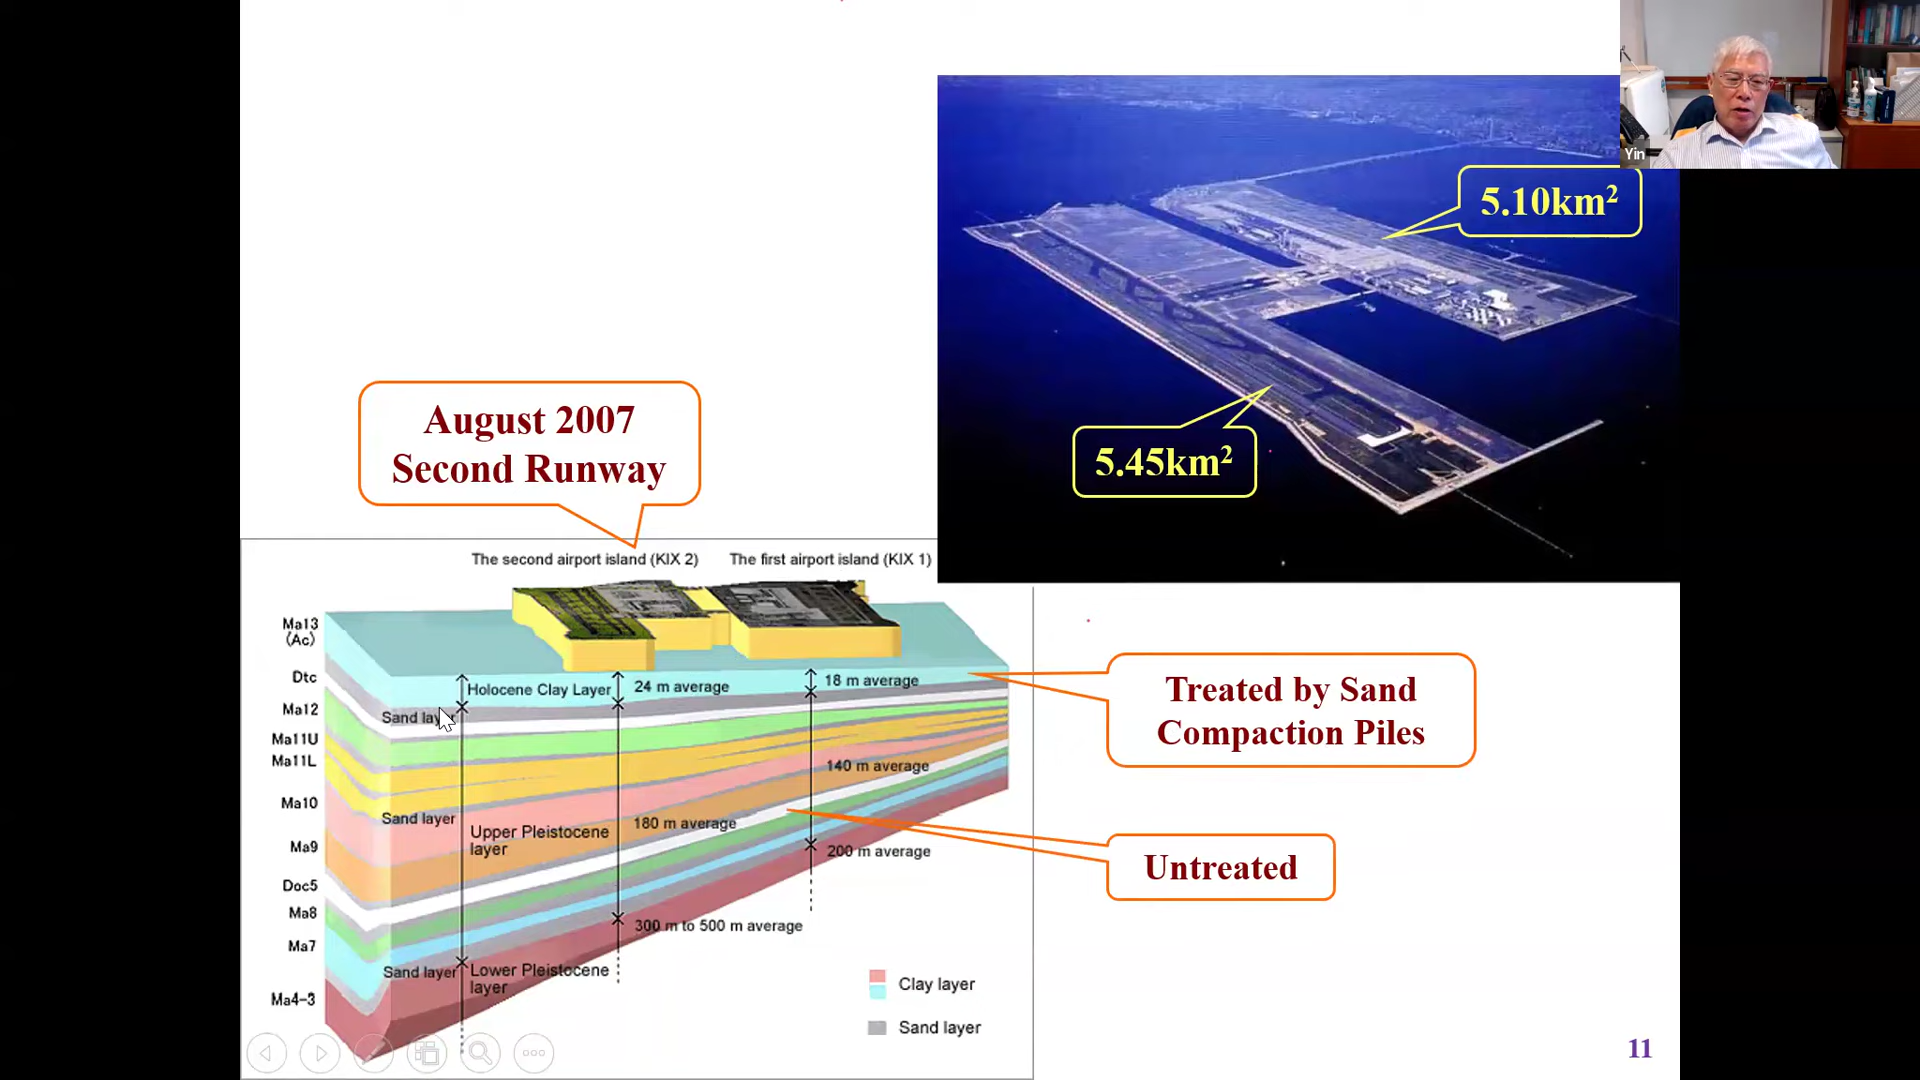 Yin
5.10km²
5.45km²
August 2007
Second Runway
The second airport island (KIX 2)
The first airport island (KIX 1)
Ma13
(Ac)
Dtc
Ma12
Ma11U
Ma11L
Ma10
Ma9
Doc5
Ma8
Ma7
Ma4-3
Holocene Clay Layer
24 m average
18 m average
Sand layer
140 m average
Sand layer
Upper Pleistocene
layer
180 m average
200 m average
300 m to 500 m average
Sand layer
Lower Pleistocene
layer
Clay layer
Sand layer
Treated by Sand
Compaction Piles
Untreated
11